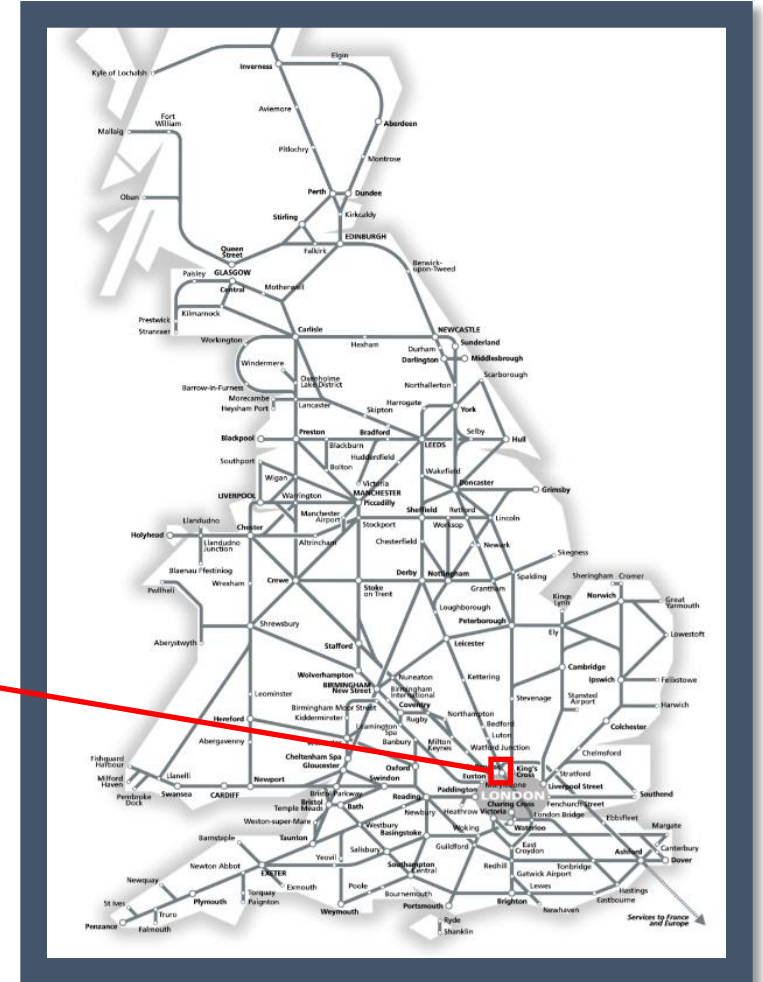 Elgin
Inverness
Kyle of Lochalsh
Aviemore
Fort
William
Aberdeen
Mallaig
Pitlochry
Montrose
Perth
Dundee
Oban
Stirling
Kirkcaldy
EDINBURGH
Queen
Street
Falkirk
Berwick-
upon-Tweed
Paisley
GLASGOW
Central
Motherwell
Kilmarnock
Prestwick
Stranraer
Carlisle
NEWCASTLE
Workington
Hexham
Sunderland
Durham
Darlington
Middlesbrough
Windermere
Scarborough
Oxenholme
Lake District
Barrow-in-Furness
Northallerton
Morecambe
Heysham Port
Lancaster
Harrogate
Skipton
York
Blackpool
Preston
Bradford
Selby
Hull
Blackburn
LEEDS
Huddersfield
Southport
Bolton
Wakefield
Wigan
Victoria
Doncaster
MANCHESTER
Piccadilly
Grimsby
LIVERPOOL
Warrington
Manchester
Airport
Sheffield
Retford
Lincoln
Llandudno
Chester
Stockport
Worksop
Holyhead
Llandudno
Junction
Altrincham
Chesterfield
Newark
Skegness
Blaenau Ffestiniog
Pwllheli
Wrexham
Crewe
Stoke
on Trent
Derby
Nottingham
Grantham
Spalding
Sheringham
Cromer
Kings
Lynn
Norwich
Great
Yarmouth
Loughborough
Peterborough
Shrewsbury
Ely
Lowestoft
Aberystwyth
Stafford
Leicester
Wolverhampton
Nuneaton
Kettering
Cambridge
BIRMINGHAM
New Street
Birmingham
International
Ipswich
Felixstowe
Leominster
Coventry
Stevenage
Stansted
Airport
Harwich
Birmingham Moor Street
Kidderminster
Rugby
Northampton
Hereford
Leamington
Spa
Bedford
Colchester
Abergavenny
Banbury
Milton
Keynes
Luton
Watford Junction
Chelmsford
Cheltenham Spa
Gloucester
Oxford
Euston
King's
Cross
Stratford
Fishguard
Harbour
Milford
Haven
Llanelli
Newport
Swindon
Paddington
Liverpool Street
Pembroke
Dock
Swansea
CARDIFF
Bristol Parkway
Reading
LONDON
Southend
Bristol
Temple Meads
Bath
Newbury
Heathrow
Victoria
Charing Cross
Fenchurch Street
London Bridge
Ebbsfleet
Weston-super-Mare
Westbury
Basingstoke
Woking
Waterloo
Margate
Barnstaple
Taunton
Salisbury
Guildford
East
Croydon
Canterbury
Yeovil
Redhill
Tonbridge
Ashford
Dover
Newton Abbot
EXETER
Southampton
Central
Gatwick Airport
Newquay
Exmouth
Poole
Lewes
Hastings
St Ives
Plymouth
Torquay
Paignton
Bournemouth
Eastbourne
Truro
Weymouth
Portsmouth
Brighton
Newhaven
Penzance
Falmouth
Ryde
Shanklin
Services to France
and Europe